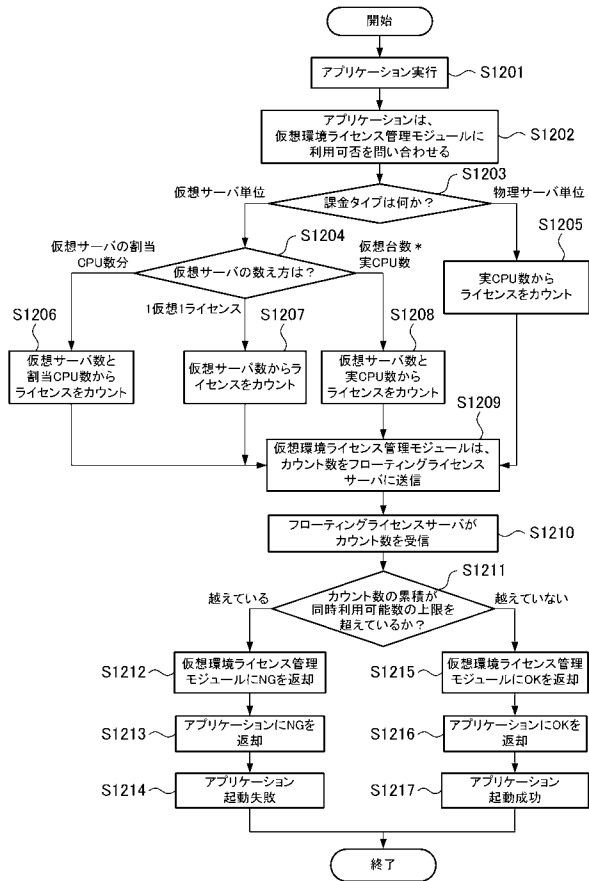 開始
アプリケーション実行
S1201
アプリケーションは、
仮想環境ライセンス管理モジュールに
利用可否を問い合わせる
S1202
S1203
仮想サーバ単位
課金タイプは何か?
物理サーバ単位
S1204
S1205
仮想サーバの割当
CPU数分
仮想サーバの数え方は?
仮想台数*
実CPU数
実CPU数から
ライセンスをカウント
1仮想1ライセンス
S1206
S1207
S1208
仮想サーバ数と
割当CPU数から
ライセンスをカウント
仮想サーバ数からラ
イセンスをカウント
仮想サーバ数と
実CPU数から
ライセンスをカウント
S1209
仮想環境ライセンス管理モジュールは、
カウント数をフローティングライセンス
サーバに送信
フローティングライセンスサーバが
カウント数を受信
S1210
S1211
越えている
カウント数の累積が
同時利用可能数の上限を
超えているか?
越えていない
S1212
仮想環境ライセンス管理
モジュールにNGを返却
S1215
仮想環境ライセンス管理
モジュールにOKを返却
S1213
アプリケーションにNGを
返却
S1216
アプリケーションにOKを
返却
S1214
アプリケーション
起動失敗
S1217
アプリケーション
起動成功
終了